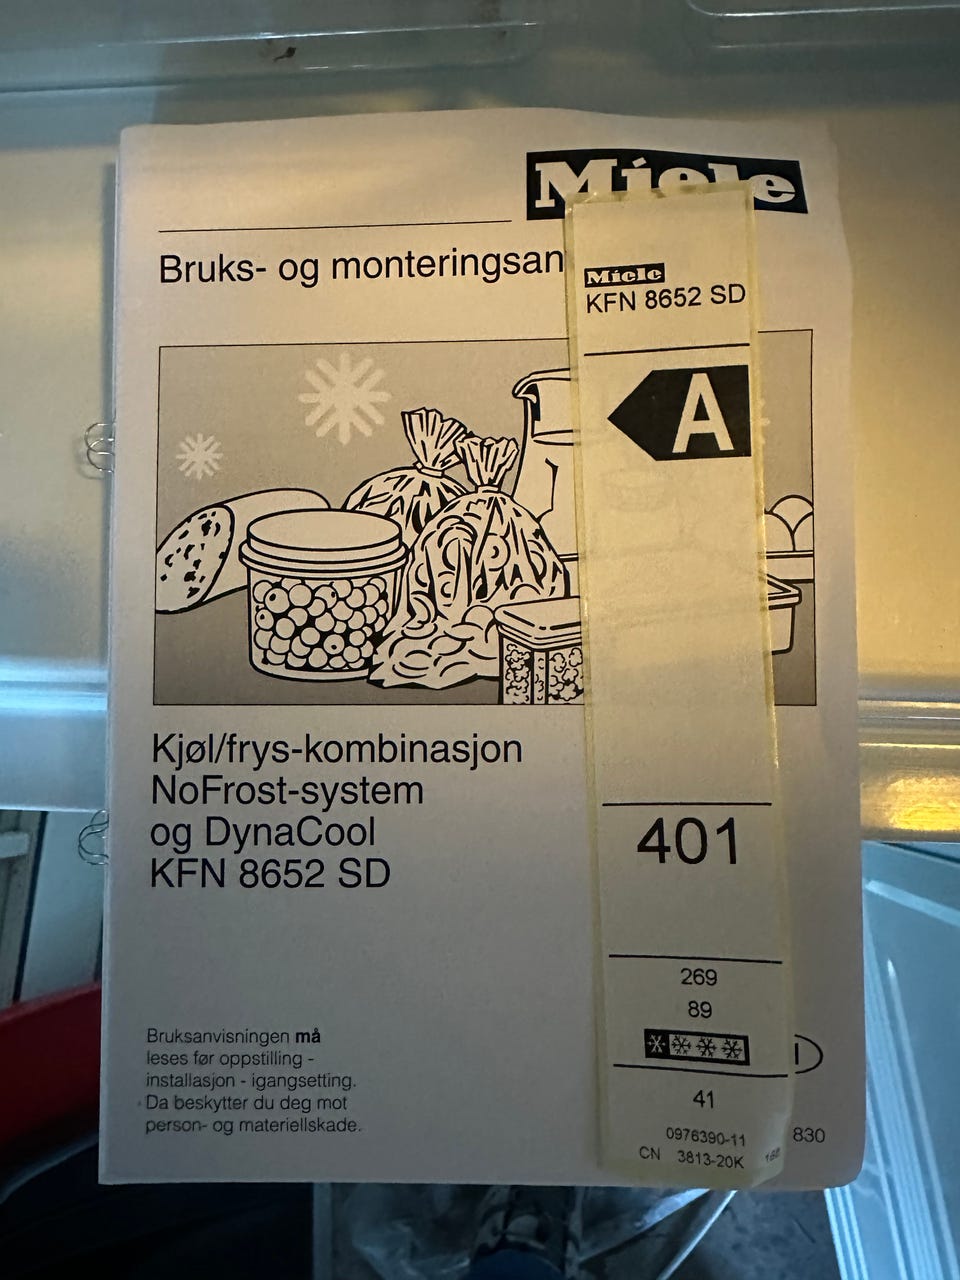 Miele
Bruks- og monteringsan
Kjøl/frys-kombinasjon
NoFrost-system
og DynaCool
KFN 8652 SD
Bruksanvisningen må
leses før oppstilling -
installasjon - igangsetting.
Da beskytter du deg mot
person- og materiellskade.
830
Miele
KFN 8652 SD
A
401
269
89
41
0976390-11
CN 3813-20K